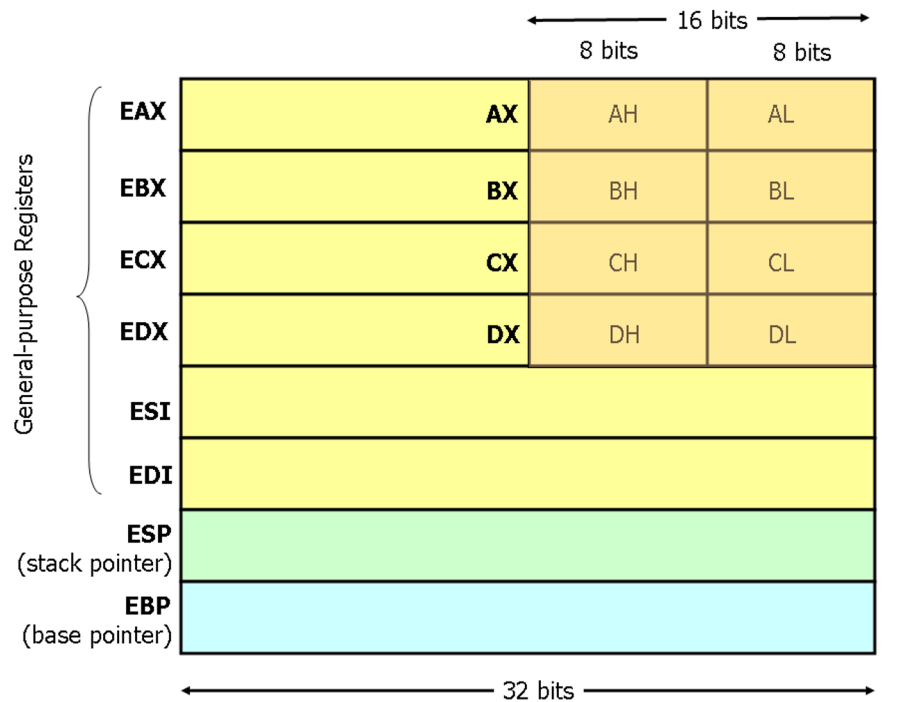 16 bits
8 bits 8 bits
General-purpose Registers
EAX AX AH AL
EBX BX BH BL
ECX CX CH CL
EDX DX DH DL
ESI
EDI
ESP
(stack pointer)
EBP
(base pointer)
32 bits